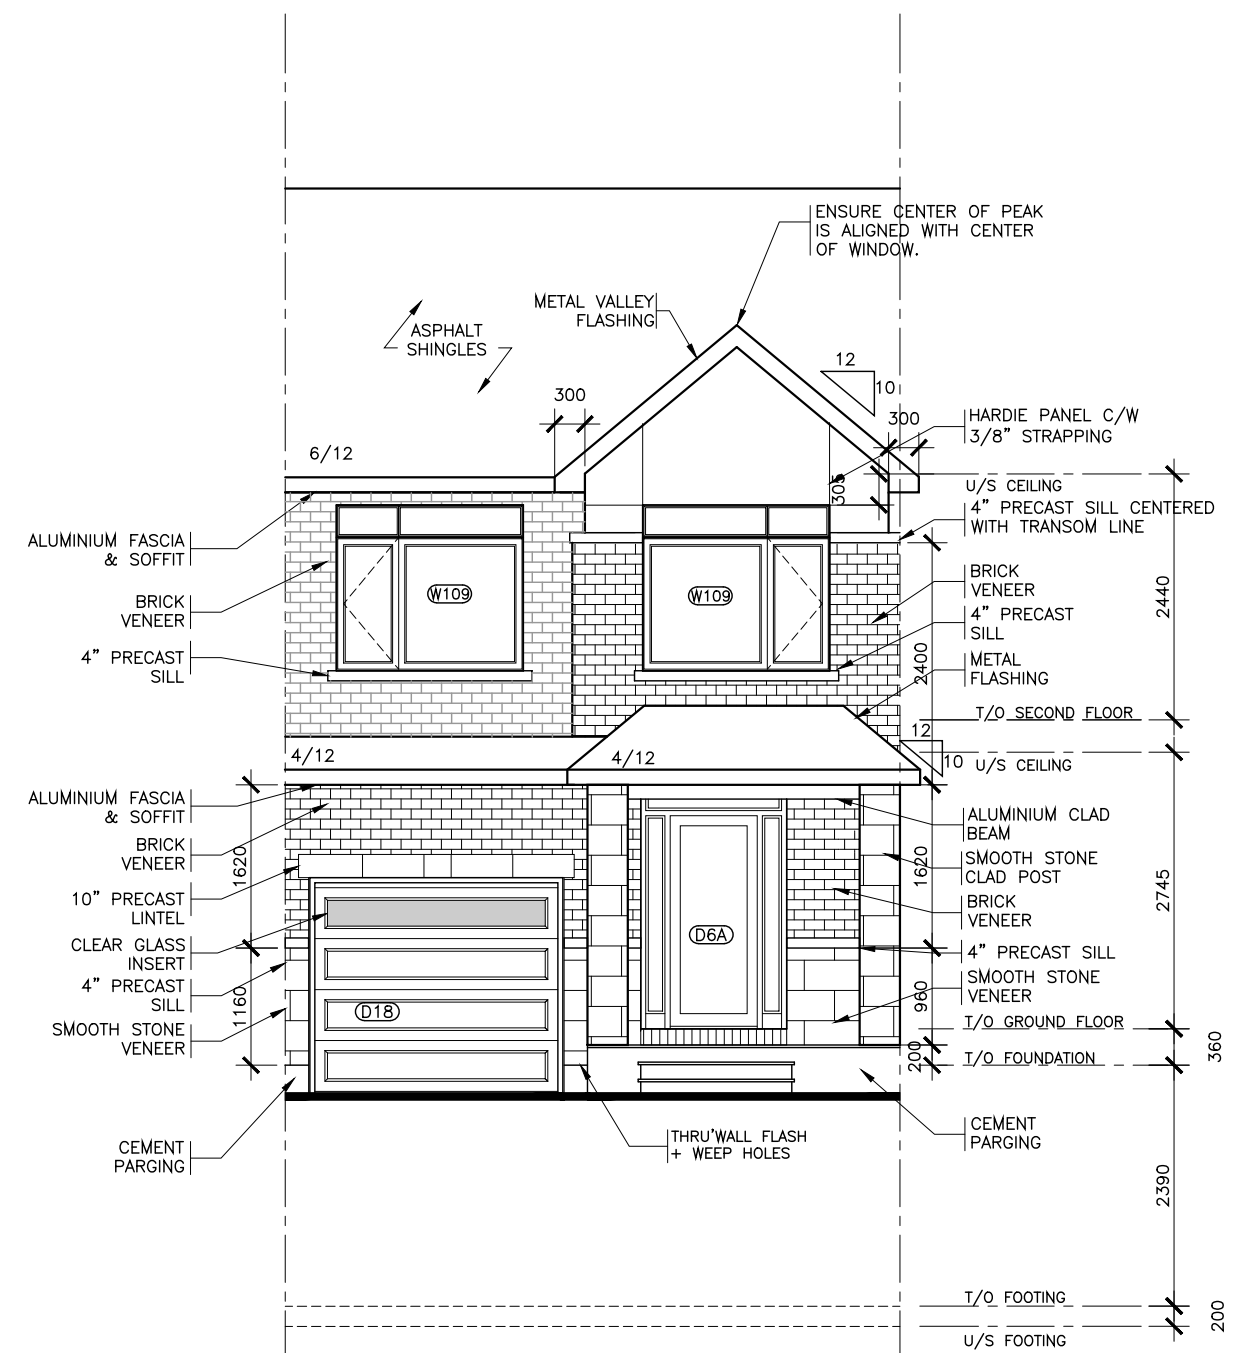 ENSURE CENTER OF PEAK
IS ALIGNED WITH CENTER
OF WINDOW.
METAL VALLEY
FLASHING
ASPHALT
SHINGLES
12
10
300
300
HARDIE PANEL C/W
3/8" STRAPPING
6/12
305
U/S CEILING
4" PRECAST SILL CENTERED
WITH TRANSOM LINE
ALUMINIUM FASCIA
& SOFFIT
BRICK
VENEER
4" PRECAST
SILL
W109
W109
BRICK
VENEER
4" PRECAST
SILL
METAL
FLASHING
2400
2440
T/O SECOND FLOOR
12
10
U/S CEILING
4/12
4/12
ALUMINIUM FASCIA
& SOFFIT
BRICK
VENEER
1620
10" PRECAST
LINTEL
CLEAR GLASS
INSERT
4" PRECAST
SILL
1160
SMOOTH STONE
VENEER
D18
D6A
ALUMINIUM CLAD
BEAM
SMOOTH STONE
CLAD POST
1620
BRICK
VENEER
2745
4" PRECAST SILL
SMOOTH STONE
VENEER
960
T/O GROUND FLOOR
200
T/O FOUNDATION
360
CEMENT
PARGING
THRU'WALL FLASH
+ WEEP HOLES
CEMENT
PARGING
2390
T/O FOOTING
200
U/S FOOTING